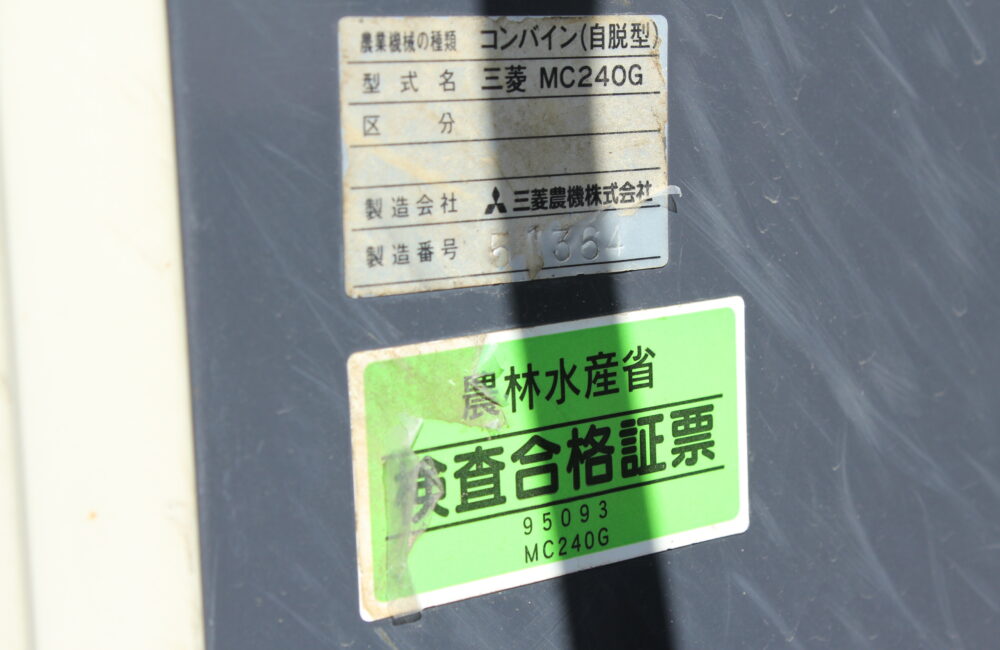 農業機械の種類 コンバイン(自脱型)
型式名 三菱 MC240G
区分
製造会社 三菱農機株式会社
製造番号 51364
農林水産省
検査合格証票
95093
MC240G